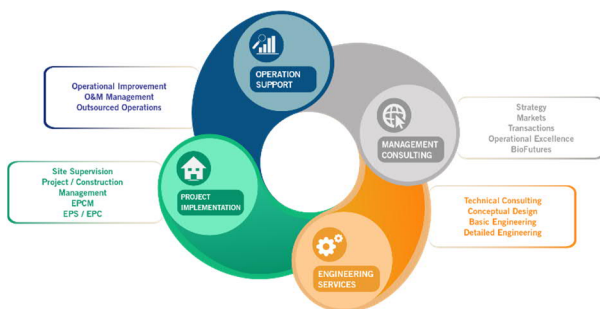 OPERATION
SUPPORT
Operational Improvement
O&M Management
Outsourced Operations
MANAGEMENT
CONSULTING
Strategy
Markets
Transactions
Operational Excellence
BioFutures
PROJECT
IMPLEMENTATION
Site Supervision
Project / Construction
Management
EPCM
EPS / EPC
ENGINEERING
SERVICES
Technical Consulting
Conceptual Design
Basic Engineering
Detailed Engineering